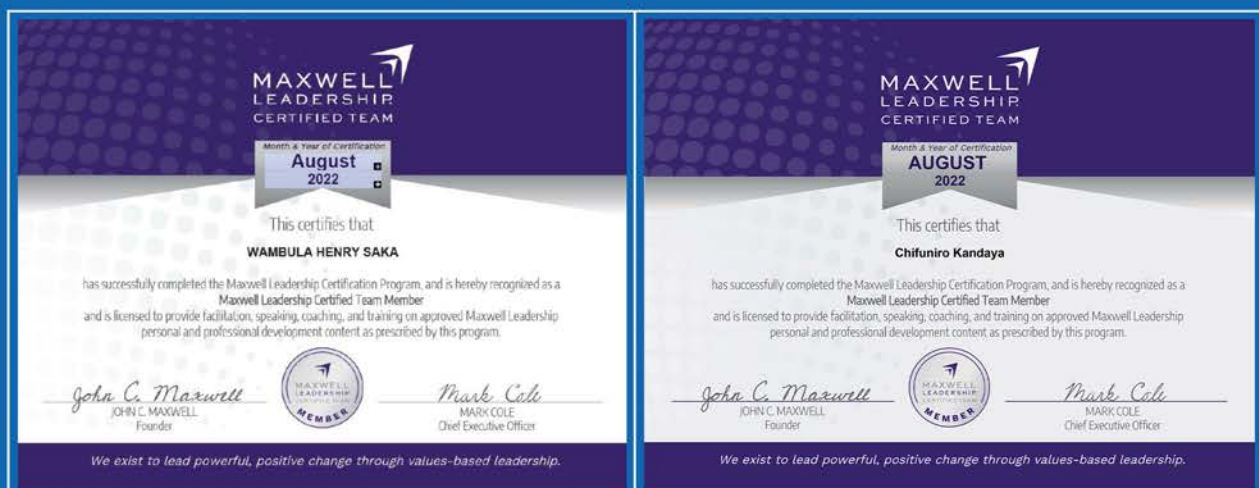 MAXWELL
LEADERSHIP
CERTIFIED TEAM
Month & Year of Certification
August
2022
This certifies that
WAMBULA HENRY SAKA
has successfully completed the Maxwell Leadership Certification Program, and is hereby recognized as a
Maxwell Leadership Certified Team Member
and is licensed to provide facilitation, speaking, coaching, and training on approved Maxwell Leadership
personal and professional development content as prescribed by this program.
John C. Maxwell
JOHN C. MAXWELL
Founder
MAXWELL
LEADERSHIP
CERTIFIED TEAM
MEMBER
Mark Cole
MARK COLE
Chief Executive Officer
We exist to lead powerful, positive change through values-based leadership.
MAXWELL
LEADERSHIP
CERTIFIED TEAM
Month & Year of Certification
AUGUST
2022
This certifies that
Chifuniro Kandaya
has successfully completed the Maxwell Leadership Certification Program, and is hereby recognized as a
Maxwell Leadership Certified Team Member
and is licensed to provide facilitation, speaking, coaching, and training on approved Maxwell Leadership
personal and professional development content as prescribed by this program.
John C. Maxwell
JOHN C. MAXWELL
Founder
MAXWELL
LEADERSHIP
CERTIFIED TEAM
MEMBER
Mark Cole
MARK COLE
Chief Executive Officer
We exist to lead powerful, positive change through values-based leadership.